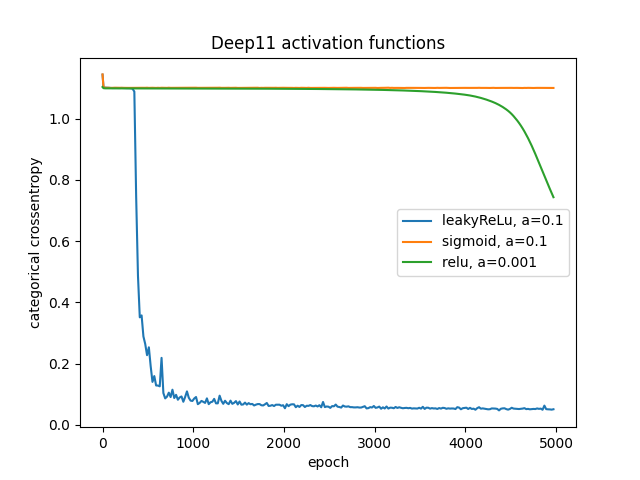 Deep11 activation functions
categorical crossentropy
1.0
0.8
0.6
0.4
0.2
0.0
leakyReLu, a=0.1
sigmoid, a=0.1
relu, a=0.001
0 1000 2000 3000 4000 5000
epoch